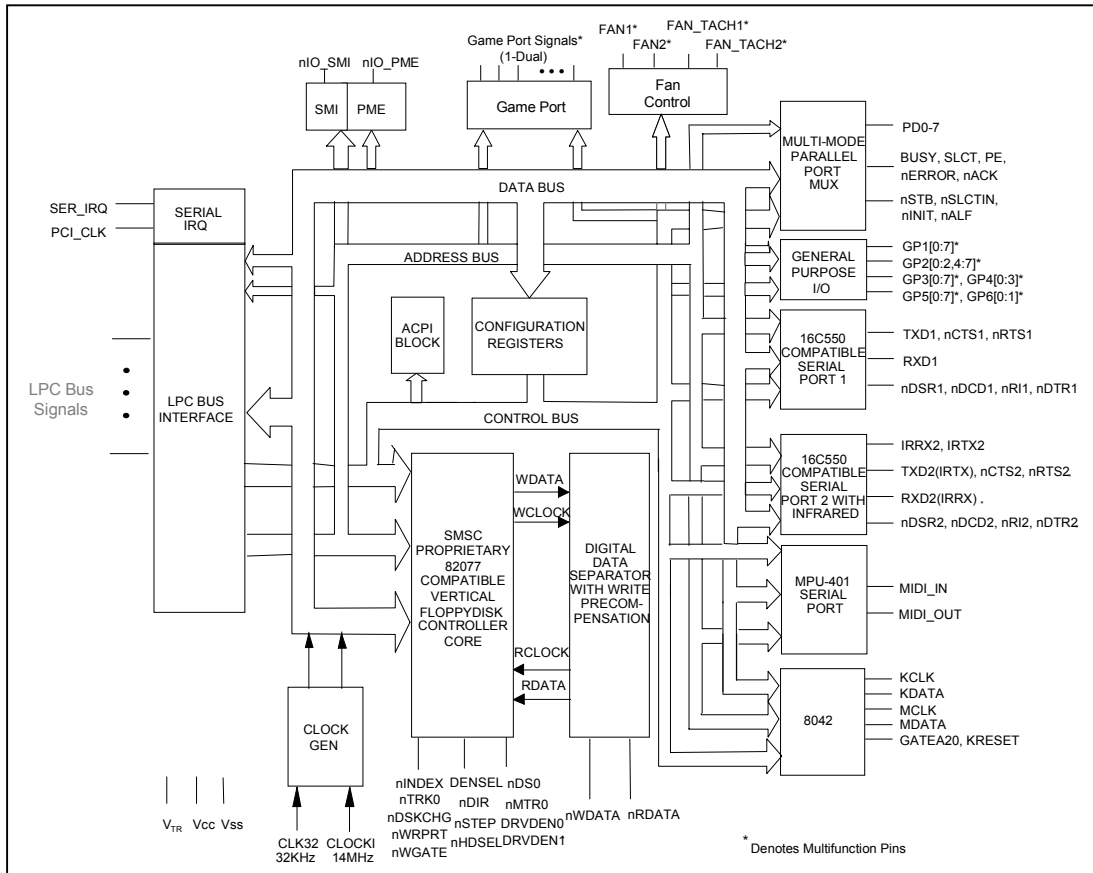 FAN1*
FAN_TACH1*
Game Port Signals*
(1-Dual)
FAN2*
FAN_TACH2*
nIO_SMI
nIO_PME
SMI
PME
Game Port
Fan
Control
MULTI-MODE
PARALLEL
PORT
MUX
PD0-7
BUSY, SLCT, PE,
nERROR, nACK
nSTB, nSLCTIN,
nINIT, nALF
DATA BUS
SER_IRQ
PCI_CLK
SERIAL
IRQ
ADDRESS BUS
GENERAL
PURPOSE
I/O
GP1[0:7]*
GP2[0:2,4:7]*
GP3[0:7]*, GP4[0:3]*
GP5[0:7]*, GP6[0:1]*
ACPI
BLOCK
CONFIGURATION
REGISTERS
16C550
COMPATIBLE
SERIAL
PORT 1
TXD1, nCTS1, nRTS1
RXD1
nDSR1, nDCD1, nRI1, nDTR1
LPC Bus
Signals
LPC BUS
INTERFACE
CONTROL BUS
16C550
COMPATIBLE
SERIAL
PORT 2 WITH
INFRARED
IRRX2, IRTX2
TXD2(IRTX), nCTS2, nRTS2
RXD2(IRRX) .
nDSR2, nDCD2, nRI2, nDTR2
SMSC
PROPRIETARY
82077
COMPATIBLE
VERTICAL
FLOPPYDISK
CONTROLLER
CORE
WDATA
WCLOCK
RCLOCK
RDATA
DIGITAL
DATA
SEPARATOR
WITH WRITE
PRECOM-
PENSATION
MPU-401
SERIAL
PORT
MIDI_IN
MIDI_OUT
8042
KCLK
KDATA
MCLK
MDATA
GATEA20, KRESET
CLOCK
GEN
VTR
Vcc
Vss
CLK32
32KHz
CLOCKI
14MHz
nINDEX
nTRK0
nDSKCHG
nWRPRT
nWGATE
DENSEL
nDIR
nSTEP
nHDSEL
nDS0
nMTR0
DRVDEN0
DRVDEN1
nWDATA
nRDATA
* Denotes Multifunction Pins